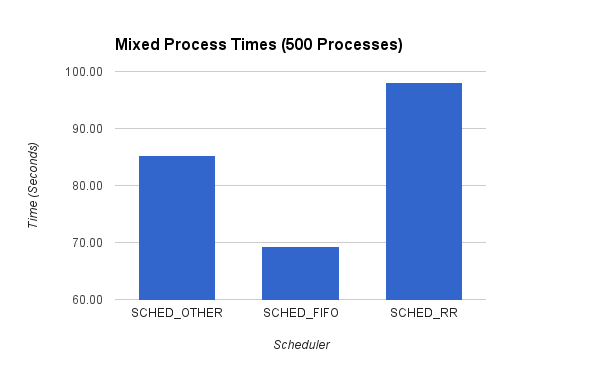 Mixed Process Times (500 Processes)
100.00
90.00
80.00
70.00
60.00
Time (Seconds)
SCHED_OTHER
SCHED_FIFO
SCHED_RR
Scheduler